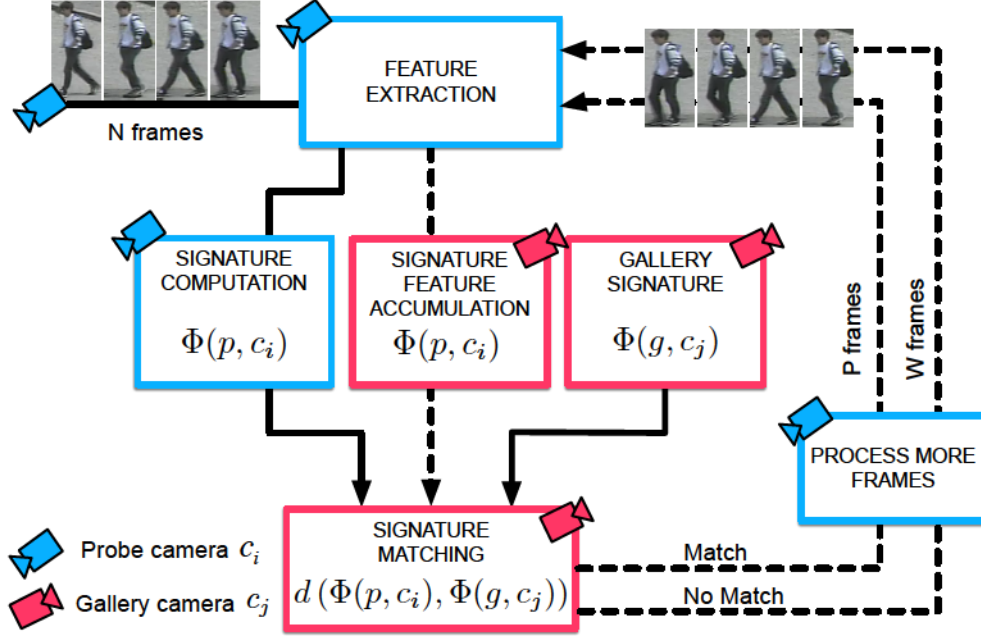 FEATURE
EXTRACTION
N frames
SIGNATURE
COMPUTATION
Φ(p, c_i)
SIGNATURE
FEATURE
ACCUMULATION
Φ(p, c_i)
GALLERY
SIGNATURE
Φ(g, c_j)
P frames
W frames
PROCESS MORE
FRAMES
SIGNATURE
MATCHING
d (Φ(p, c_i), Φ(g, c_j))
Match
No Match
Probe camera c_i
Gallery camera c_j